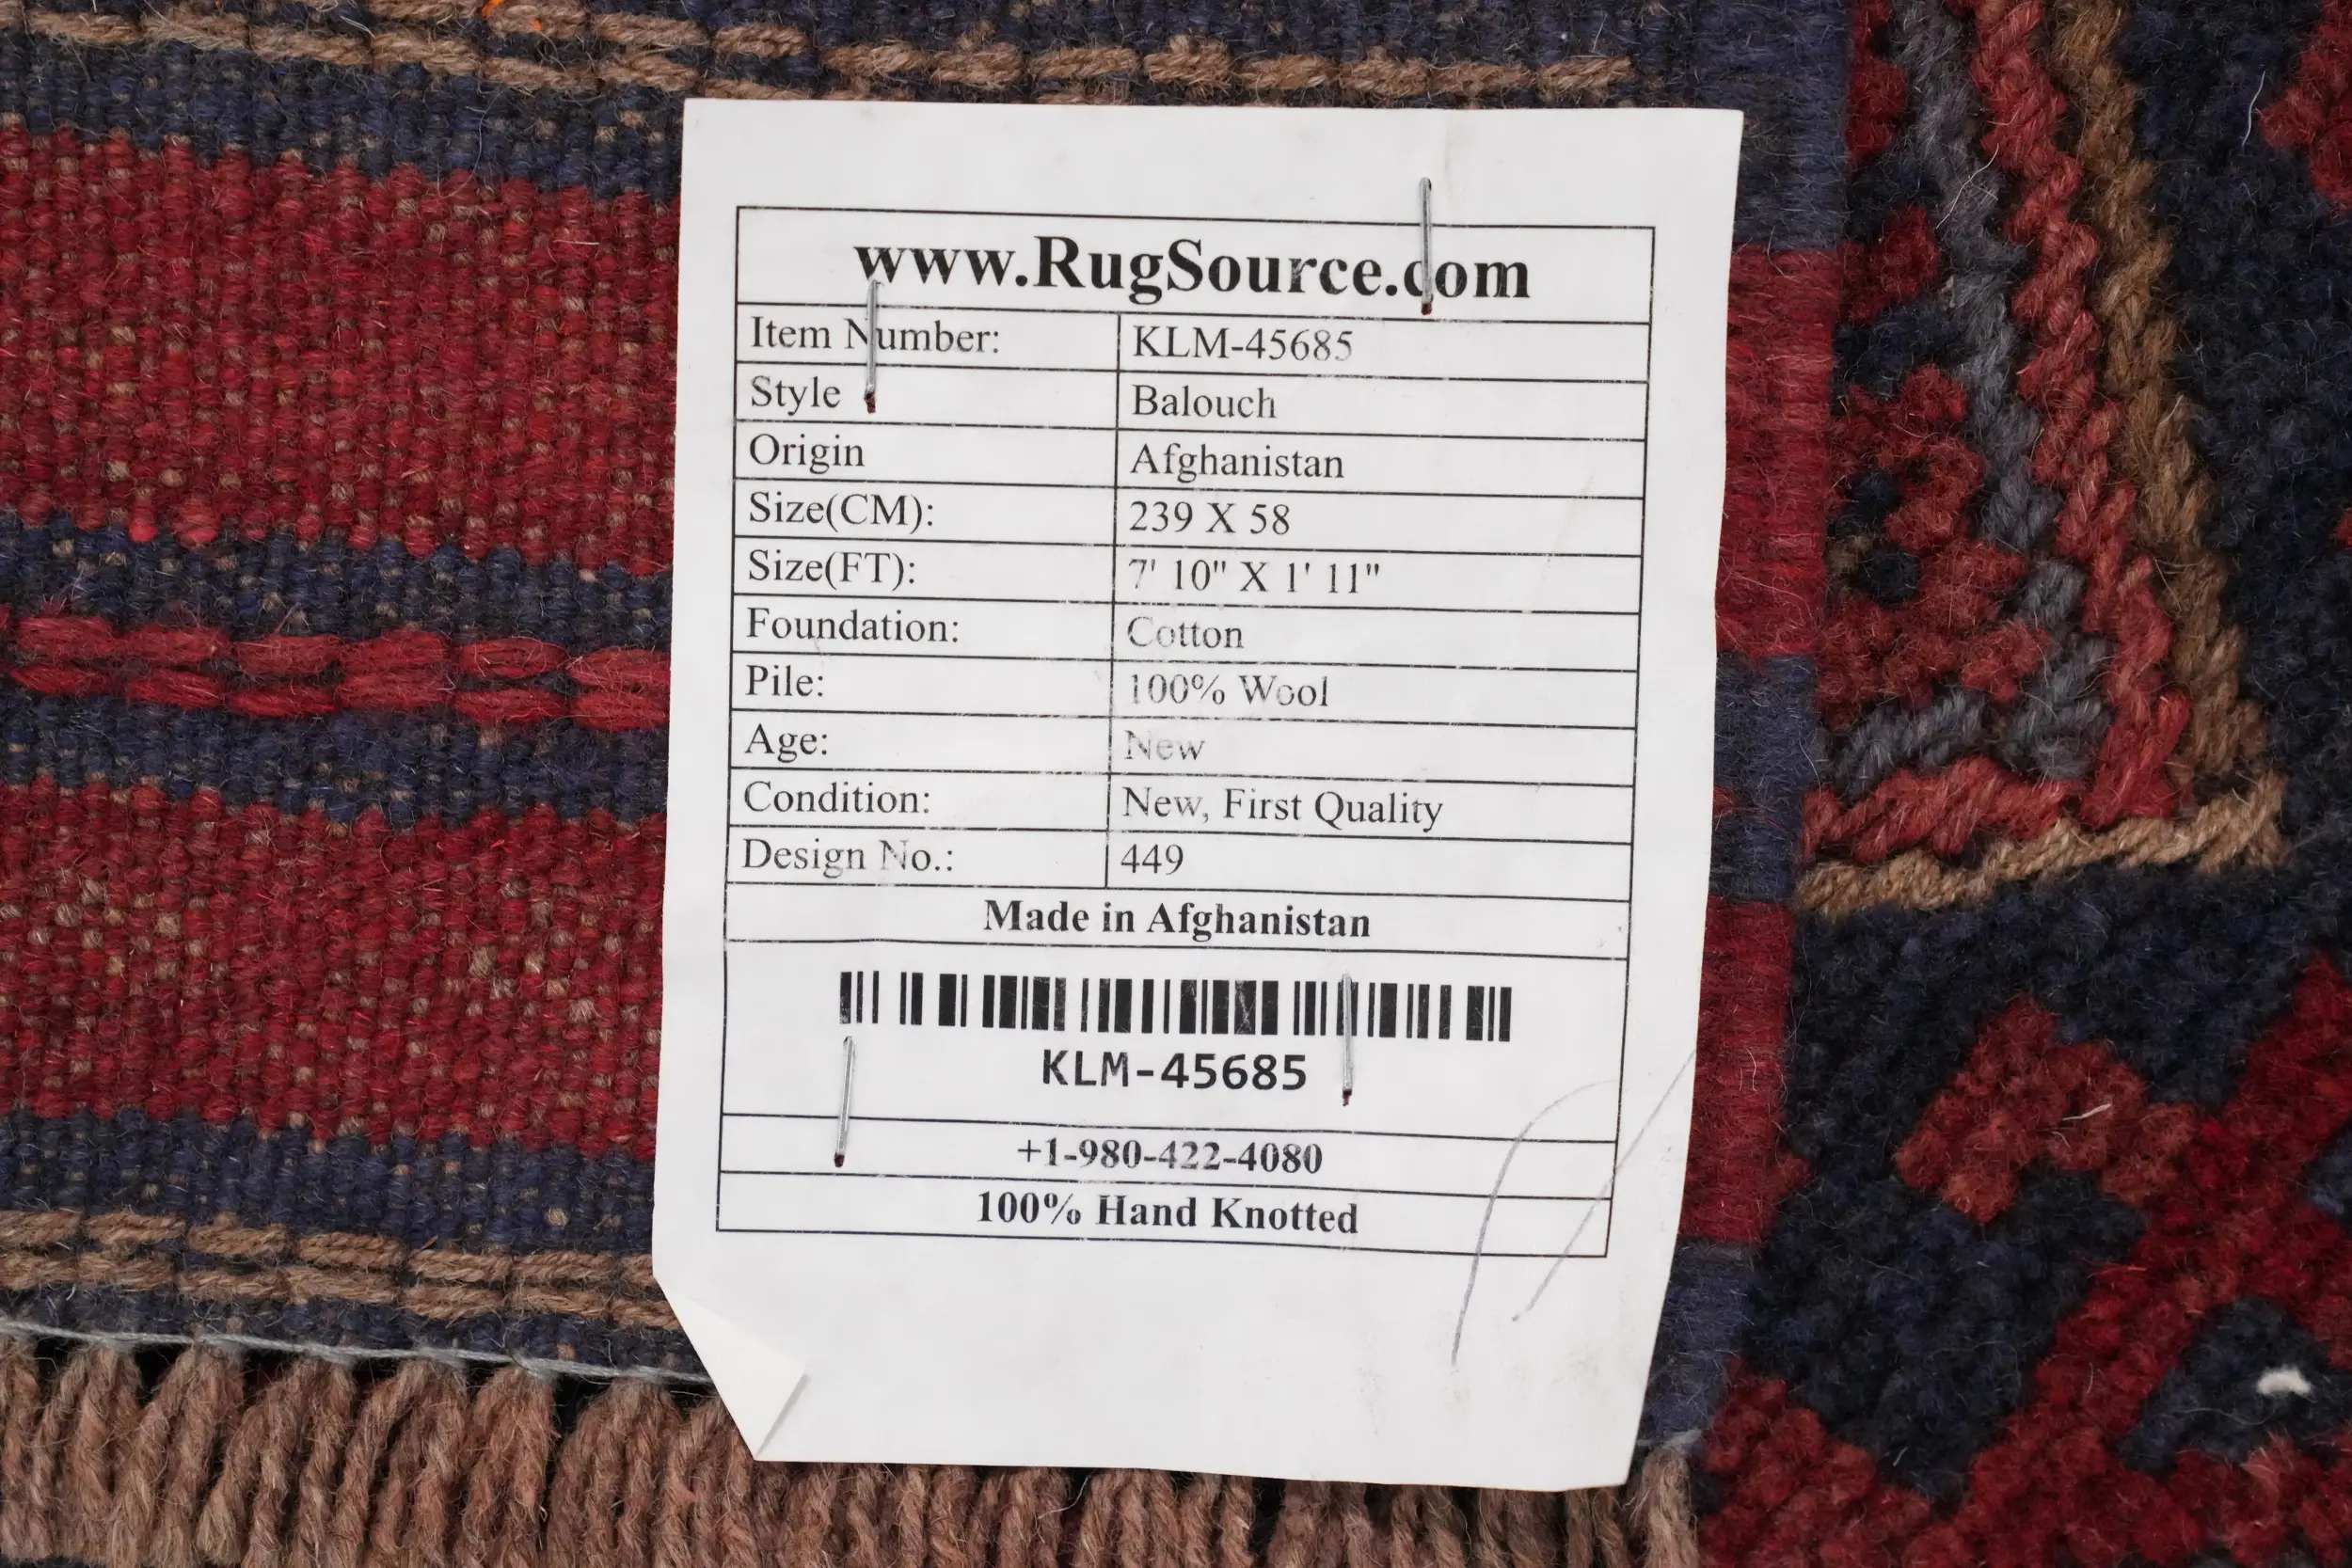 www.RugSource.com
Item Number: KLM-45685
Style Balouch
Origin Afghanistan
Size(CM): 239 X 58
Size(FT): 7' 10" X 1' 11"
Foundation: Cotton
Pile: 100% Wool
Age: New
Condition: New, First Quality
Design No.: 449
Made in Afghanistan
KLM-45685
+1-980-422-4080
100% Hand Knotted